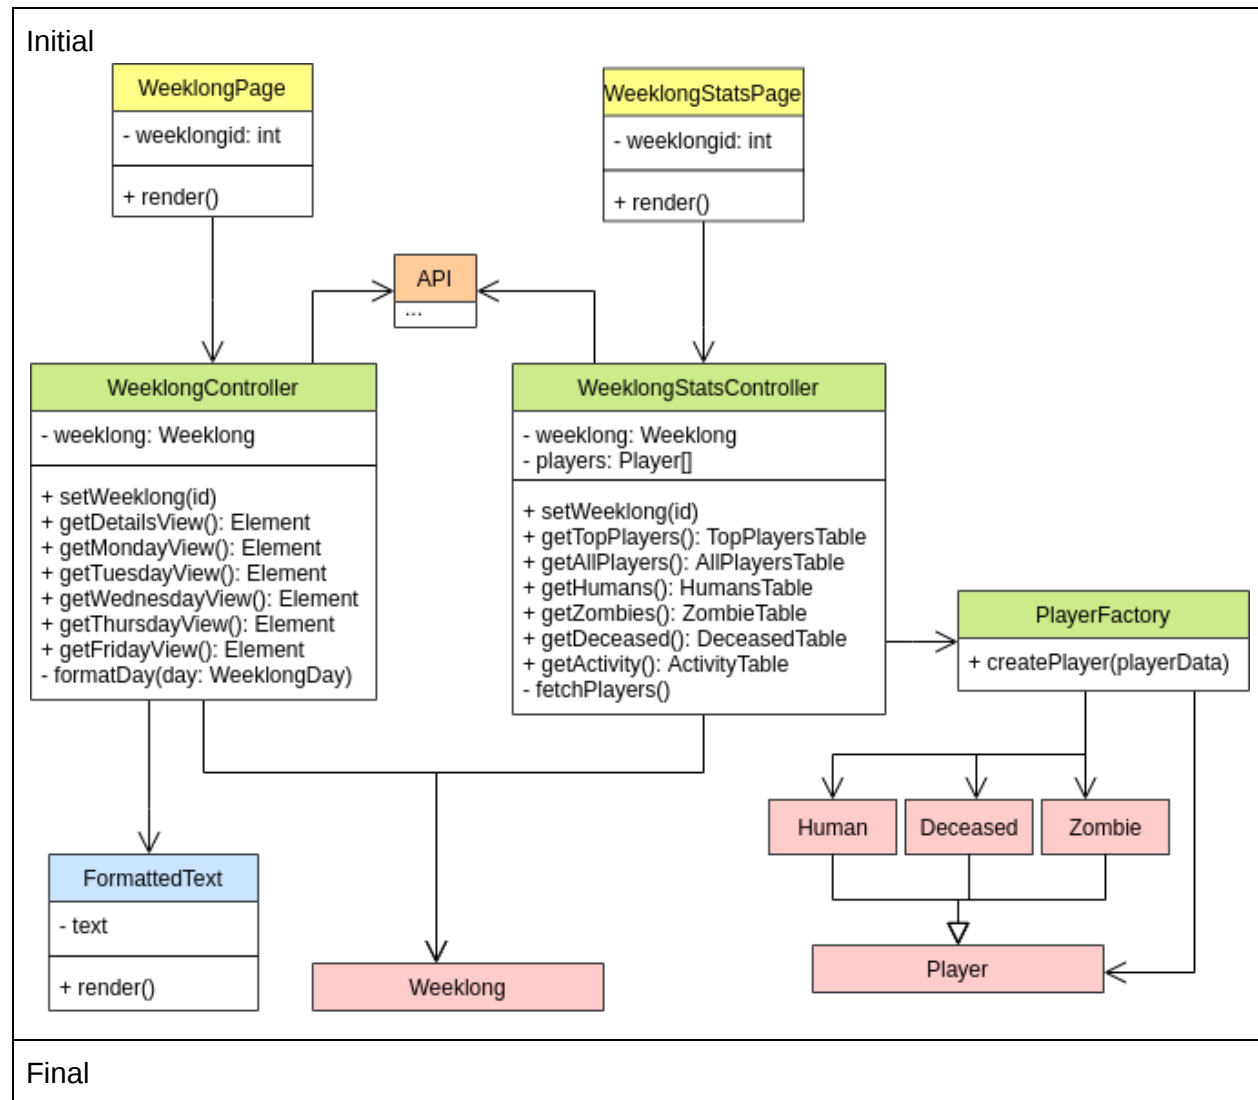 Initial
WeeklongPage
- weeklongid: int
+ render()
WeeklongStatsPage
- weeklongid: int
+ render()
API
...
WeeklongController
- weeklong: Weeklong
+ setWeeklong(id)
+ getDetailsView(): Element
+ getMondayView(): Element
+ getTuesdayView(): Element
+ getWednesdayView(): Element
+ getThursdayView(): Element
+ getFridayView(): Element
- formatDay(day: WeeklongDay)
WeeklongStatsController
- weeklong: Weeklong
- players: Player[]
+ setWeeklong(id)
+ getTopPlayers(): TopPlayersTable
+ getAllPlayers(): AllPlayersTable
+ getHumans(): HumansTable
+ getZombies(): ZombieTable
+ getDeceased(): DeceasedTable
+ getActivity(): ActivityTable
- fetchPlayers()
PlayerFactory
+ createPlayer(playerData)
Human
Deceased
Zombie
FormattedText
- text
+ render()
Weeklong
Player
Final